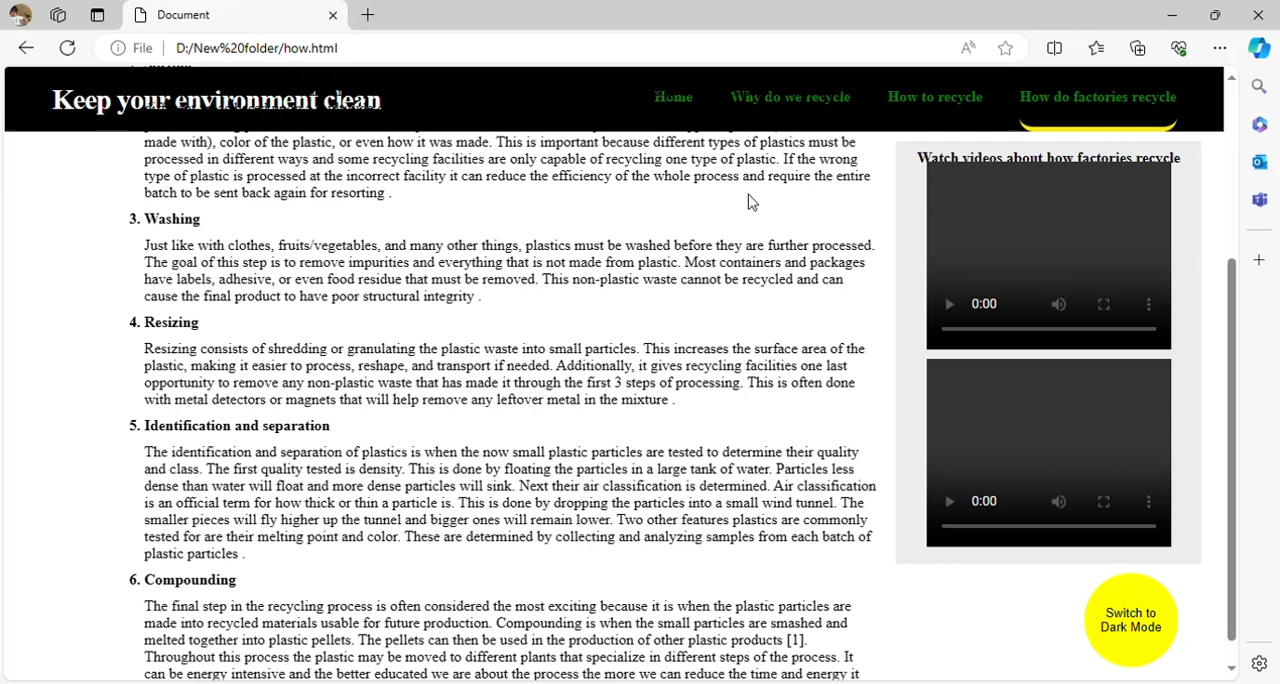 Document
File
D:/New%20folder/how.html
Keep your environment clean
Home
Why do we recycle
How to recycle
How do factories recycle
made with), color of the plastic, or even how it was made. This is important because different types of plastics must be
processed in different ways and some recycling facilities are only capable of recycling one type of plastic. If the wrong
type of plastic is processed at the incorrect facility it can reduce the efficiency of the whole process and require the entire
batch to be sent back again for resorting .
3. Washing
Just like with clothes, fruits/vegetables, and many other things, plastics must be washed before they are further processed.
The goal of this step is to remove impurities and everything that is not made from plastic. Most containers and packages
have labels, adhesive, or even food residue that must be removed. This non-plastic waste cannot be recycled and can
cause the final product to have poor structural integrity .
4. Resizing
Resizing consists of shredding or granulating the plastic waste into small particles. This increases the surface area of the
plastic, making it easier to process, reshape, and transport if needed. Additionally, it gives recycling facilities one last
opportunity to remove any non-plastic waste that has made it through the first 3 steps of processing. This is often done
with metal detectors or magnets that will help remove any leftover metal in the mixture .
5. Identification and separation
The identification and separation of plastics is when the now small plastic particles are tested to determine their quality
and class. The first quality tested is density. This is done by floating the particles in a large tank of water. Particles less
dense than water will float and more dense particles will sink. Next their air classification is determined. Air classification
is an official term for how thick or thin a particle is. This is done by dropping the particles into a small wind tunnel. The
smaller pieces will fly higher up the tunnel and bigger ones will remain lower. Two other features plastics are commonly
tested for are their melting point and color. These are determined by collecting and analyzing samples from each batch of
plastic particles .
6. Compounding
The final step in the recycling process is often considered the most exciting because it is when the plastic particles are
made into recycled materials usable for future production. Compounding is when the small particles are smashed and
melted together into plastic pellets. The pellets can then be used in the production of other plastic products [1].
Throughout this process the plastic may be moved to different plants that specialize in different steps of the process. It
can be energy intensive and the better educated we are about the process the more we can reduce the time and energy it
Watch videos about how factories recycle
0:00
0:00
Switch to
Dark Mode